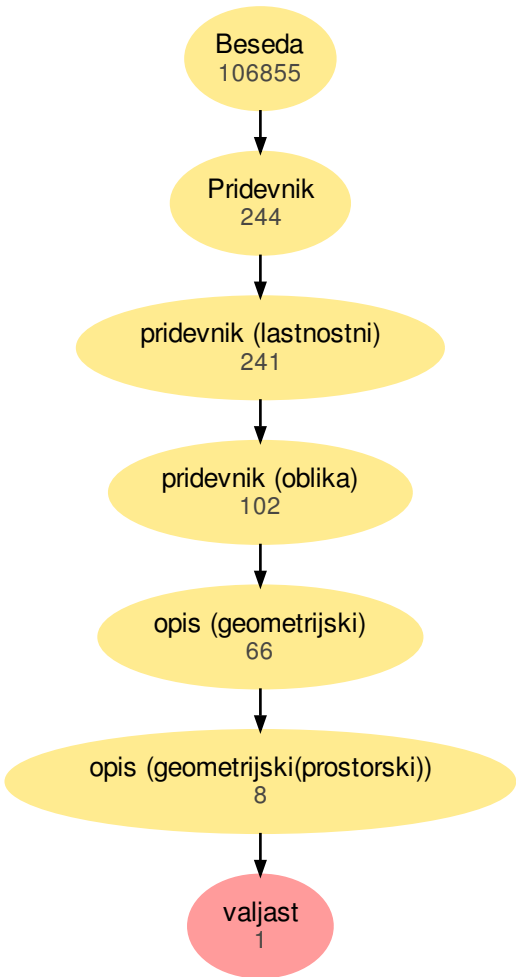 Beseda
106855
Pridevnik
244
pridevnik (lastnostni)
241
pridevnik (oblika)
102
opis (geometrijski)
66
opis (geometrijski(prostorski))
8
valjast
1